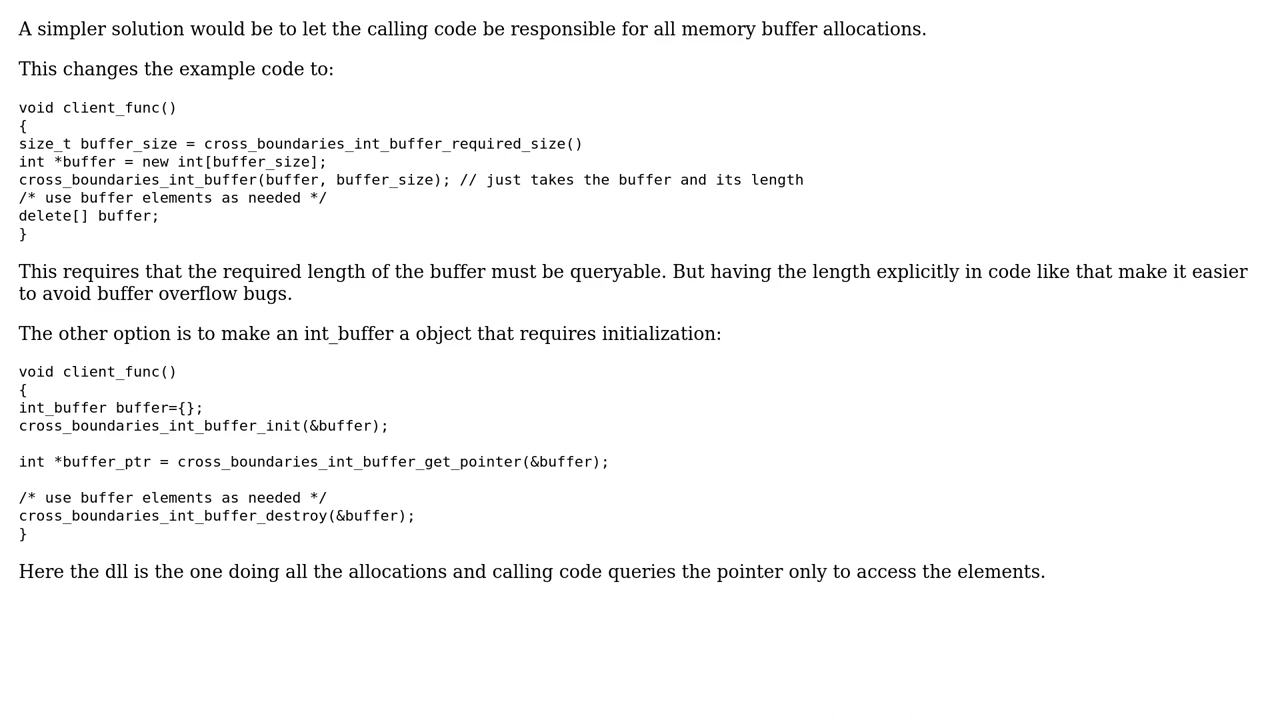 A simpler solution would be to let the calling code be responsible for all memory buffer allocations.
This changes the example code to:
void client_func()
{
size_t buffer_size = cross_boundaries_int_buffer_required_size()
int *buffer = new int[buffer_size];
cross_boundaries_int_buffer(buffer, buffer_size); // just takes the buffer and its length
/* use buffer elements as needed */
delete[] buffer;
}
This requires that the required length of the buffer must be queryable. But having the length explicitly in code like that make it easier
to avoid buffer overflow bugs.
The other option is to make an int_buffer a object that requires initialization:
void client_func()
{
int_buffer buffer={};
cross_boundaries_int_buffer_init(&buffer);
int *buffer_ptr = cross_boundaries_int_buffer_get_pointer(&buffer);
/* use buffer elements as needed */
cross_boundaries_int_buffer_destroy(&buffer);
}
Here the dll is the one doing all the allocations and calling code queries the pointer only to access the elements.